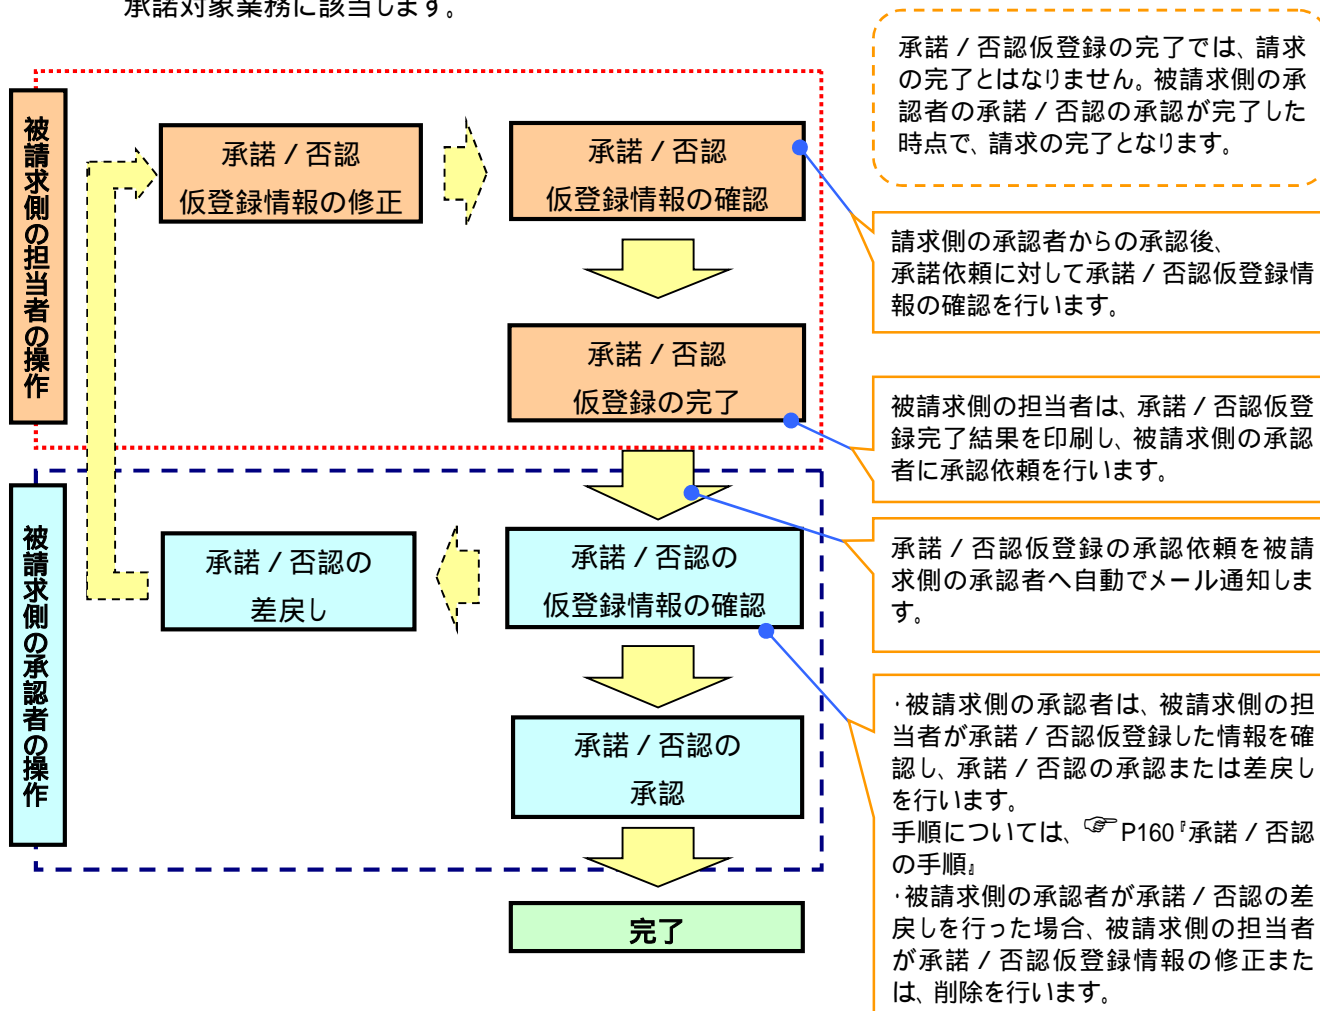 承諾対象業務に該当します。
承諾／否認仮登録の完了では、請求
の完了とはなりません。被請求側の承
認者の承諾／否認の承認が完了した
時点で、請求の完了となります。
被請求側の担当者の操作
承諾／否認
仮登録情報の修正
承諾／否認
仮登録情報の確認
請求側の承認者からの承認後、
承諾依頼に対して承諾／否認仮登録情
報の確認を行います。
承諾／否認
仮登録の完了
被請求側の担当者は、承諾／否認仮登
録完了結果を印刷し、被請求側の承認
者に承認依頼を行います。
被請求側の承認者の操作
承諾／否認の
差戻し
承諾／否認の
仮登録情報の確認
承諾／否認仮登録の承認依頼を被請
求側の承認者へ自動でメール通知しま
す。
承諾／否認の
承認
・被請求側の承認者は、被請求側の担
当者が承諾／否認仮登録した情報を確
認し、承諾／否認の承認または差戻し
を行います。
手順については、☞P160『承諾／否認
の手順』
・被請求側の承認者が承諾／否認の差
戻しを行った場合、被請求側の担当者
が承諾／否認仮登録情報の修正また
は、削除を行います。
完了